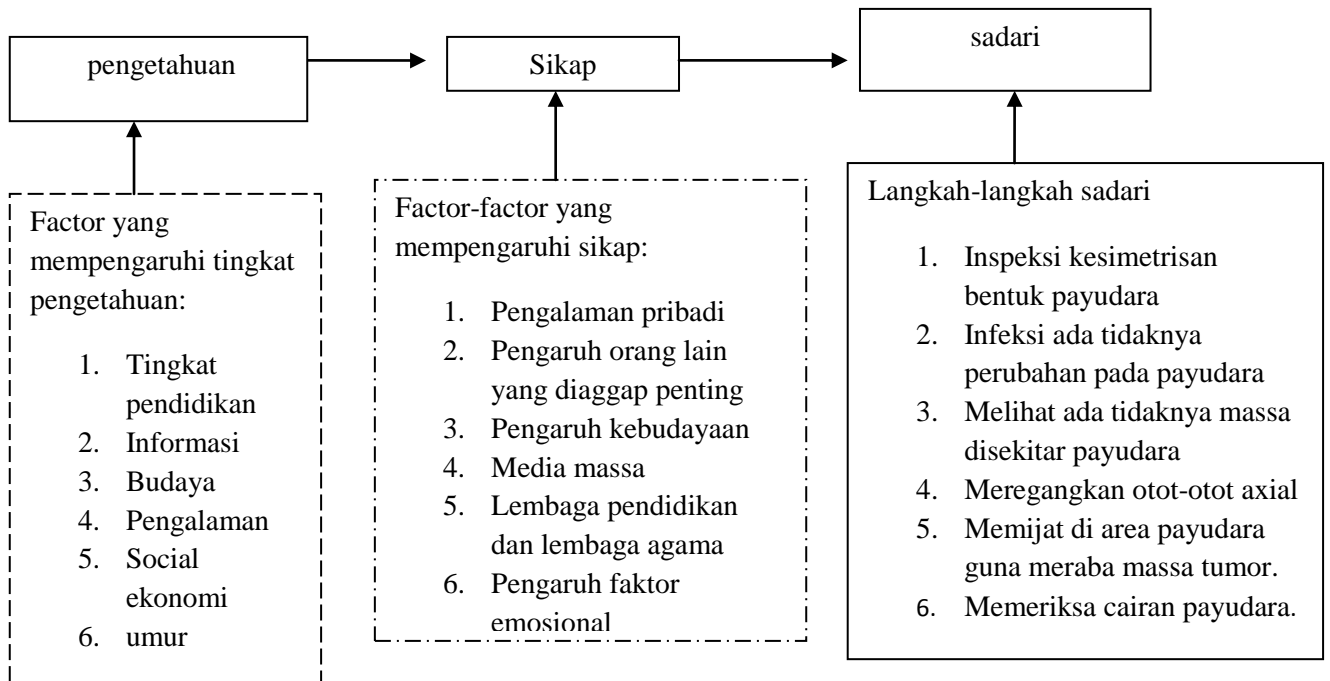 pengetahuan
Sikap
sadari
Factor yang
mempengaruhi tingkat
pengetahuan:
1. Tingkat
pendidikan
2. Informasi
3. Budaya
4. Pengalaman
5. Social
ekonomi
6. umur
Factor-factor yang
mempengaruhi sikap:
1. Pengalaman pribadi
2. Pengaruh orang lain
yang diaggap penting
3. Pengaruh kebudayaan
4. Media massa
5. Lembaga pendidikan
dan lembaga agama
6. Pengaruh faktor
emosional
Langkah-langkah sadari
1. Inspeksi kesimetrisan
bentuk payudara
2. Infeksi ada tidaknya
perubahan pada payudara
3. Melihat ada tidaknya massa
disekitar payudara
4. Meregangkan otot-otot axial
5. Memijat di area payudara
guna meraba massa tumor.
6. Memeriksa cairan payudara.